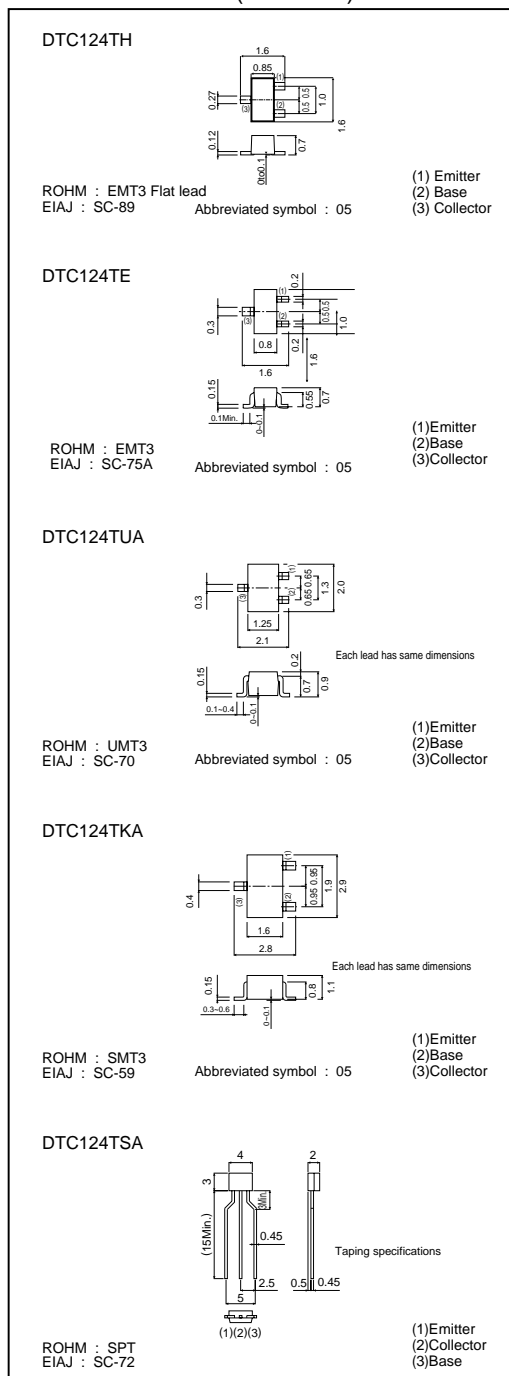 DTC124TH
1.6
0.85
0.27
(1)
(2)
(3)
0.5 0.5
1.0
1.6
0.12
0.7
0to0.1
ROHM : EMT3 Flat lead
EIAJ : SC-89
Abbreviated symbol : 05
(1) Emitter
(2) Base
(3) Collector
DTC124TE
0.2
(1)
(2)
(3)
0.3
0.5 0.5
1.0
0.8
0.2
1.6
1.6
0.15
0.55
0.7
0.1Min.
0~0.1
ROHM : EMT3
EIAJ : SC-75A
Abbreviated symbol : 05
(1)Emitter
(2)Base
(3)Collector
DTC124TUA
(1)
(2)
(3)
0.3
0.65 0.65
1.3
2.0
1.25
2.1
Each lead has same dimensions
0.2
0.15
0.7
0.9
0.1~0.4
0~0.1
ROHM : UMT3
EIAJ : SC-70
Abbreviated symbol : 05
(1)Emitter
(2)Base
(3)Collector
DTC124TKA
(1)
(2)
(3)
0.4
0.95 0.95
1.9
2.9
1.6
2.8
Each lead has same dimensions
0.15
0.8
1.1
0.3~0.6
0~0.1
ROHM : SMT3
EIAJ : SC-59
Abbreviated symbol : 05
(1)Emitter
(2)Base
(3)Collector
DTC124TSA
4
2
3
3Min.
(15Min.)
0.45
Taping specifications
2.5
0.5
0.45
5
(1)(2)(3)
ROHM : SPT
EIAJ : SC-72
(1)Emitter
(2)Collector
(3)Base